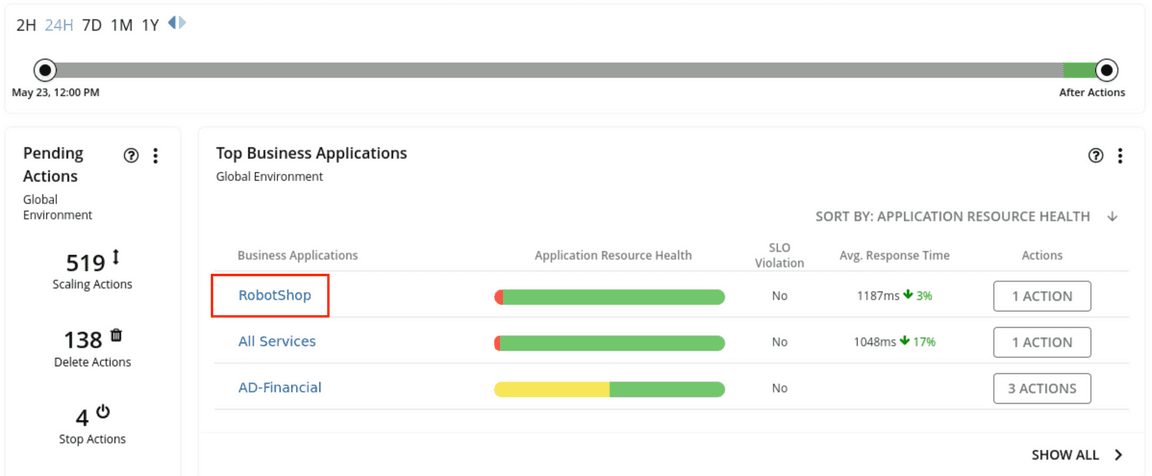 2H 24H 7D 1M 1Y
May 23, 12:00 PM
After Actions
Pending
Actions
Global
Environment
519
Scaling Actions
138
Delete Actions
4
Stop Actions
Top Business Applications
Global Environment
SORT BY: APPLICATION RESOURCE HEALTH
Business Applications Application Resource Health SLO Violation Avg. Response Time Actions
RobotShop No 1187ms 3% 1 ACTION
All Services No 1048ms 17% 1 ACTION
AD-Financial No 3 ACTIONS
SHOW ALL